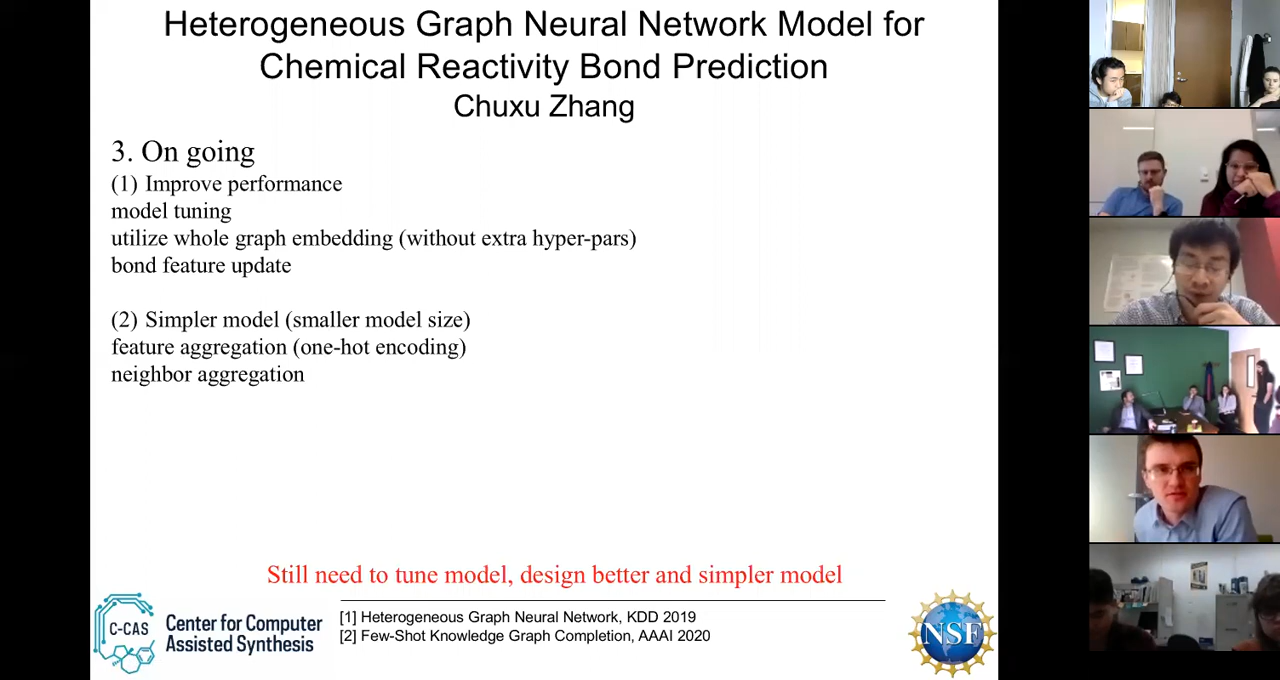 Heterogeneous Graph Neural Network Model for
Chemical Reactivity Bond Prediction
Chuxu Zhang
3. On going
(1) Improve performance
model tuning
utilize whole graph embedding (without extra hyper-pars)
bond feature update
(2) Simpler model (smaller model size)
feature aggregation (one-hot encoding)
neighbor aggregation
Still need to tune model, design better and simpler model
C-CAS
Center for Computer
Assisted Synthesis
[1] Heterogeneous Graph Neural Network, KDD 2019
[2] Few-Shot Knowledge Graph Completion, AAAI 2020
NSF